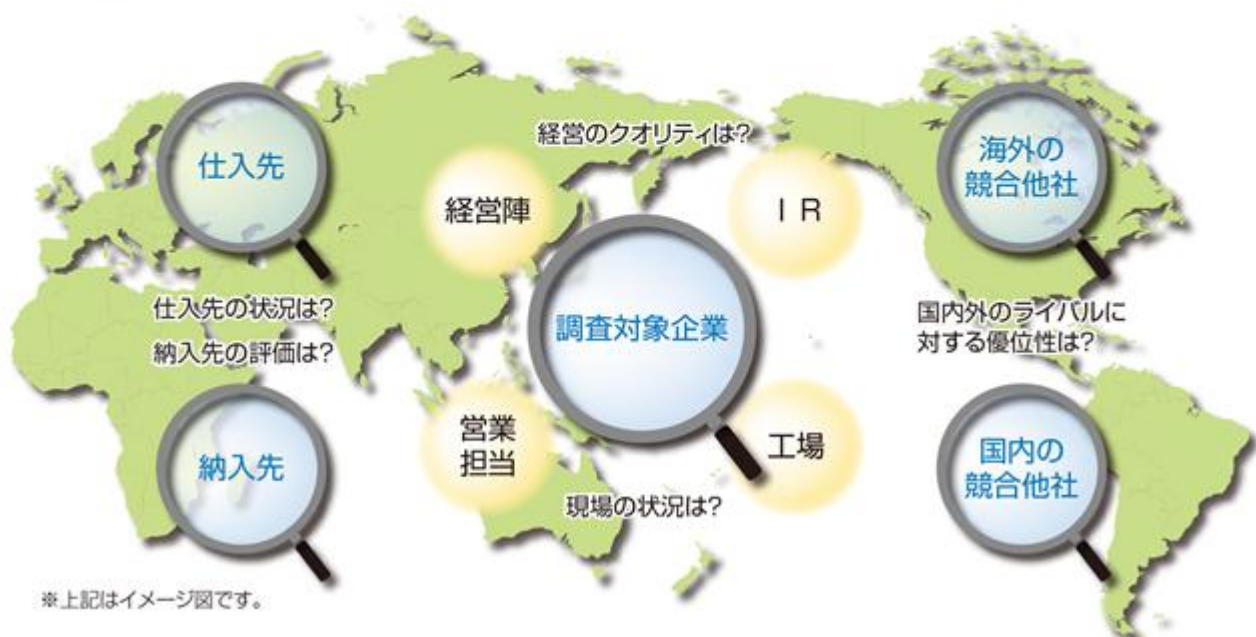 経営のクオリティは?
仕入先
海外の
競合他社
経営陣
I R
仕入先の状況は?
納入先の評価は?
調査対象企業
国内外のライバルに
対する優位性は?
営業
担当
工場
納入先
国内の
競合他社
現場の状況は?
※上記はイメージ図です。